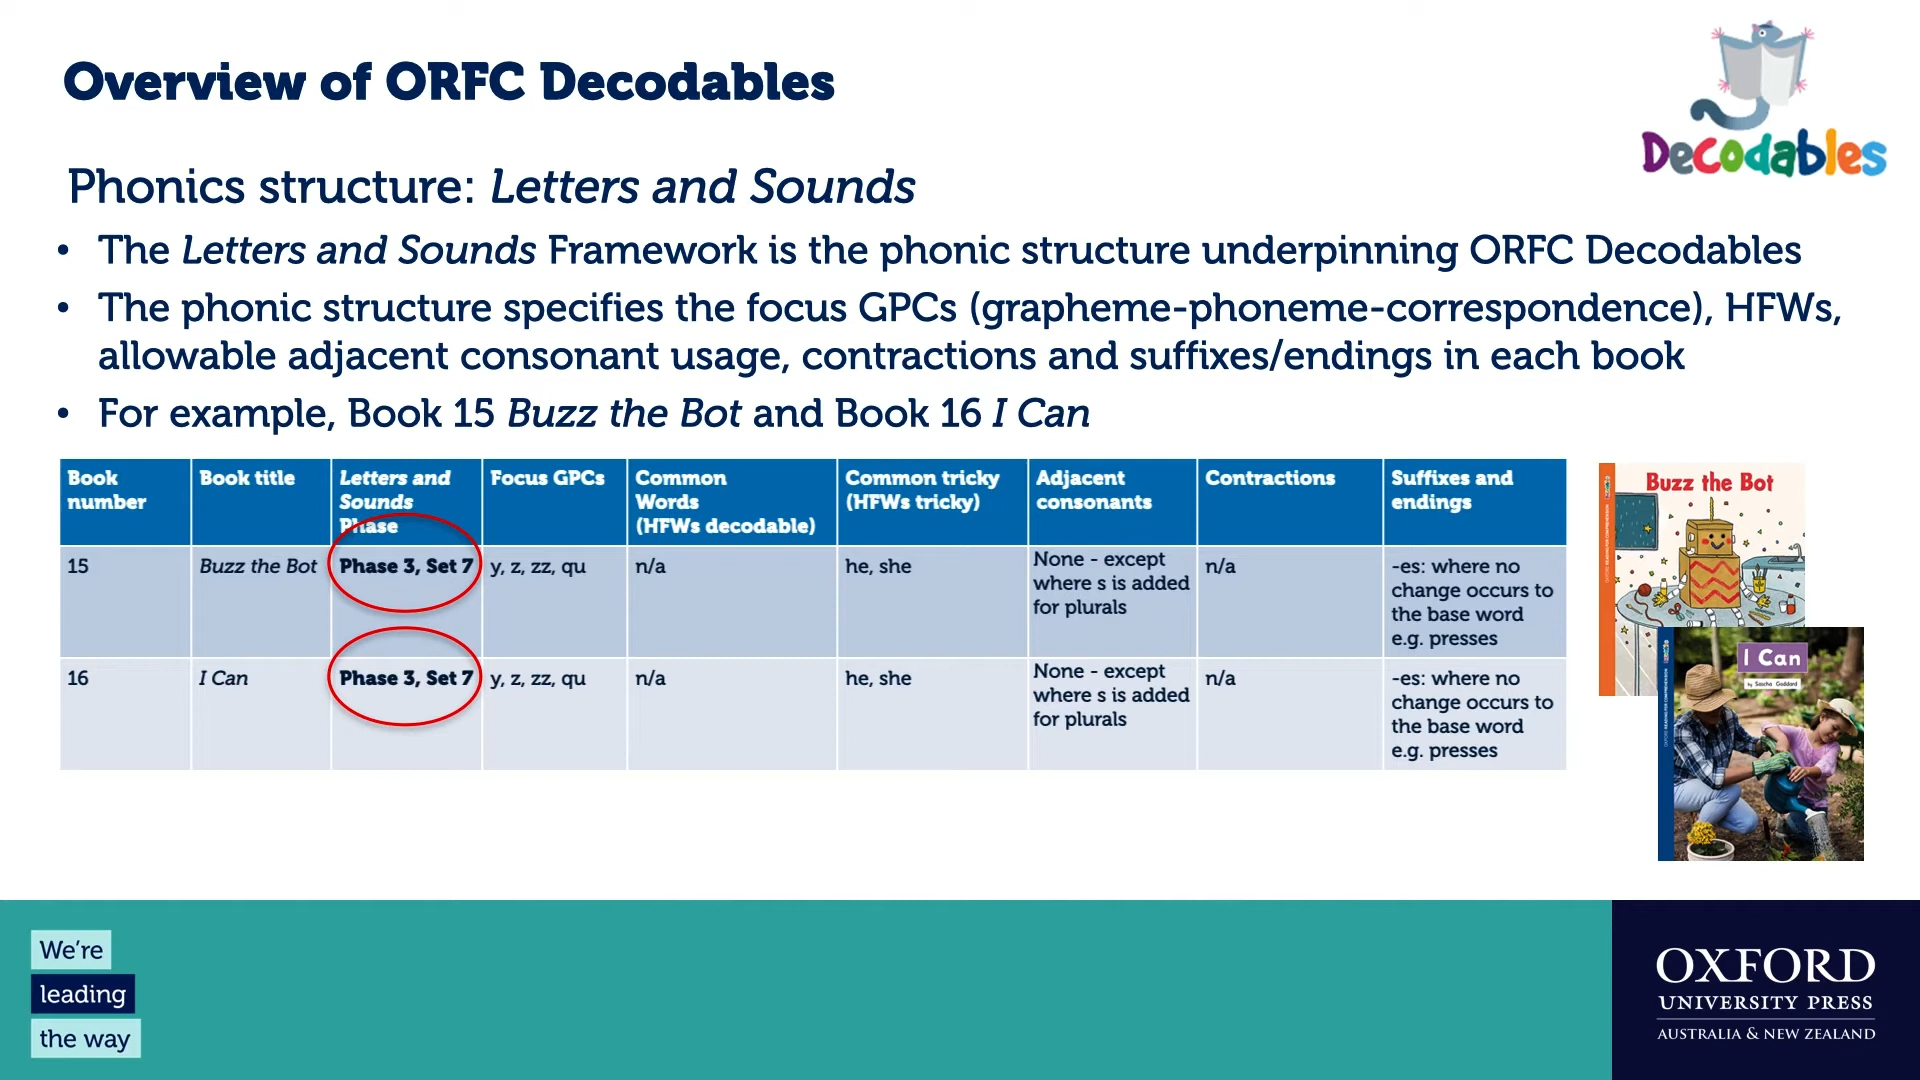 Overview of ORFC Decodables
Decodables
Phonics structure: Letters and Sounds
• The Letters and Sounds Framework is the phonic structure underpinning ORFC Decodables
• The phonic structure specifies the focus GPCs (grapheme-phoneme-correspondence), HFWs,
allowable adjacent consonant usage, contractions and suffixes/endings in each book
• For example, Book 15 Buzz the Bot and Book 16 I Can
Book number | Book title | Letters and Sounds Phase | Focus GPCs | Common Words (HFWs decodable) | Common tricky (HFWs tricky) | Adjacent consonants | Contractions | Suffixes and endings
15 | Buzz the Bot | Phase 3, Set 7 | y, z, zz, qu | n/a | he, she | None - except where s is added for plurals | n/a | -es: where no change occurs to the base word e.g. presses
16 | I Can | Phase 3, Set 7 | y, z, zz, qu | n/a | he, she | None - except where s is added for plurals | n/a | -es: where no change occurs to the base word e.g. presses
Buzz the Bot
I Can
by Sascha Goddard
We're
leading
the way
OXFORD
UNIVERSITY PRESS
AUSTRALIA & NEW ZEALAND